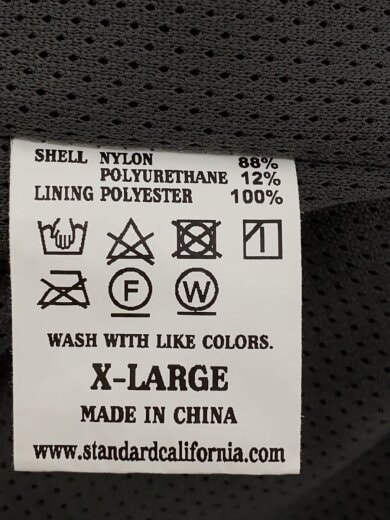 SHELL NYLON 88%
POLYURETHANE 12%
LINING POLYESTER 100%
F W
WASH WITH LIKE COLORS.
X-LARGE
MADE IN CHINA
www.standardcalifornia.com